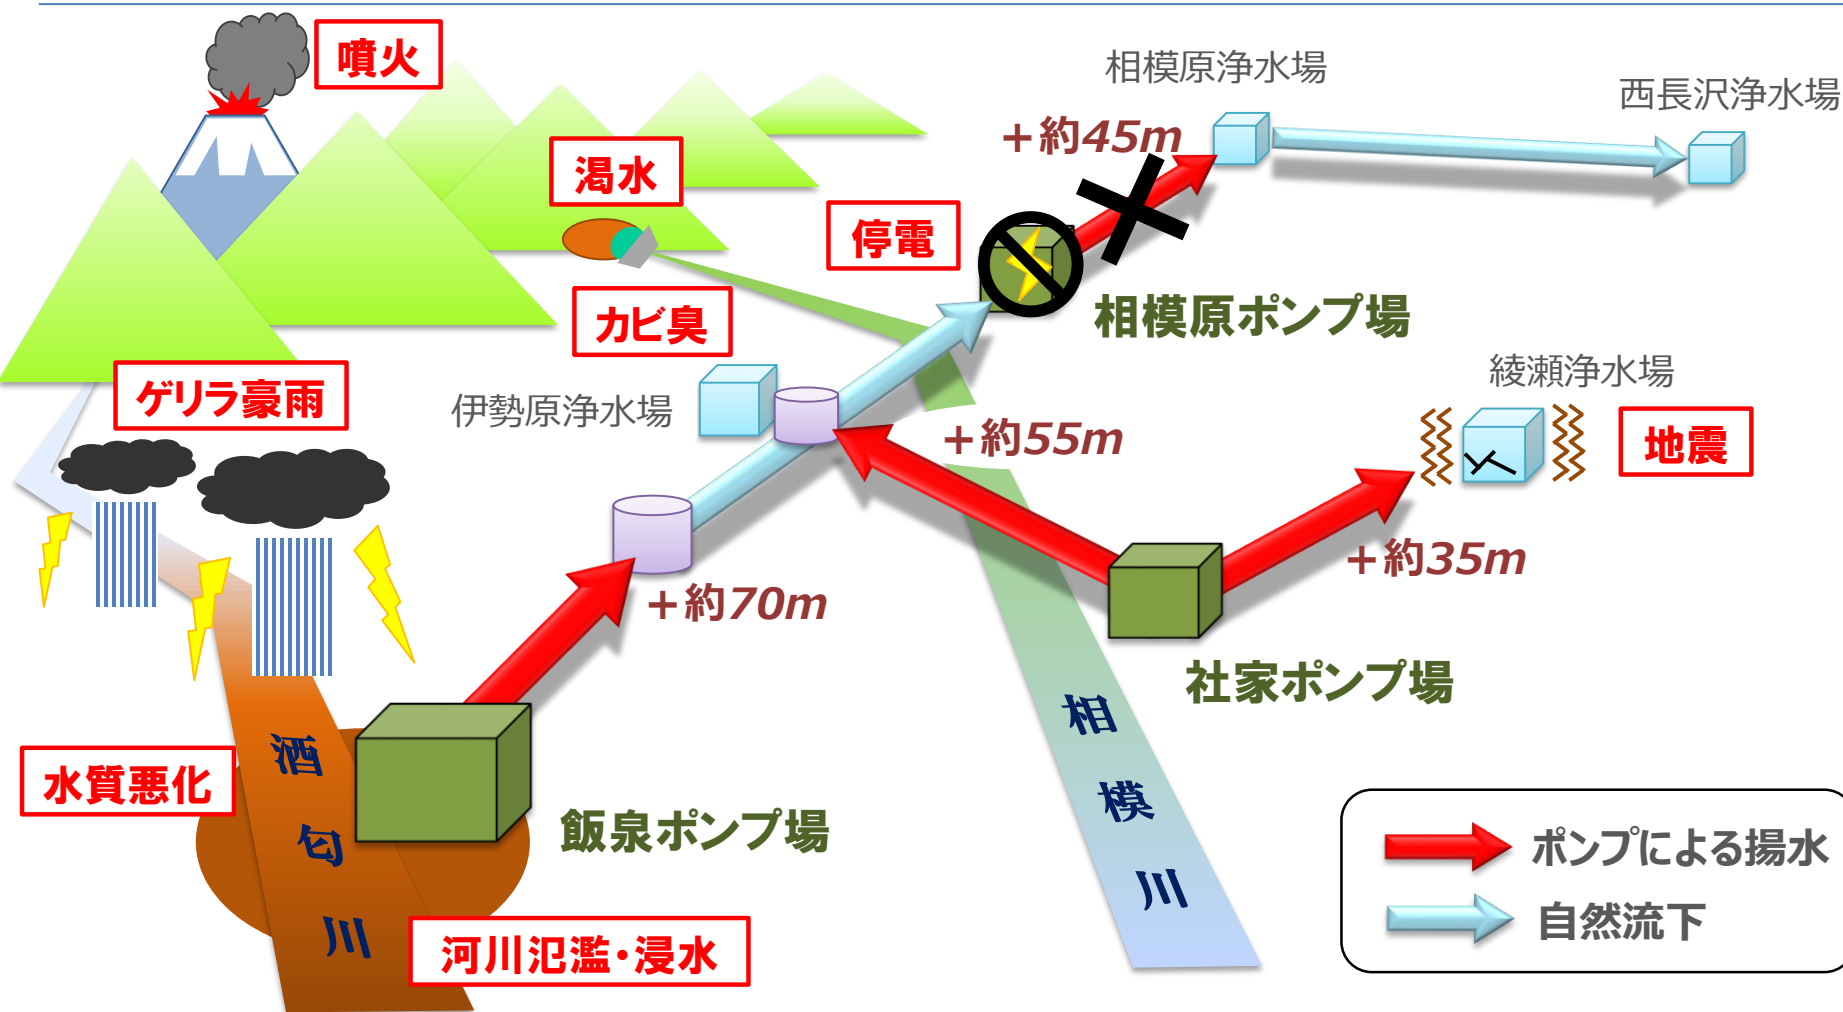 噴火
相模原浄水場
西長沢浄水場
+約45m
渇水
停電
カビ臭
相模原ポンプ場
ゲリラ豪雨
伊勢原浄水場
綾瀬浄水場
+約55m
地震
+約35m
+約70m
社家ポンプ場
相模川
酒匂川
水質悪化
飯泉ポンプ場
河川氾濫・浸水
ポンプによる揚水
自然流下